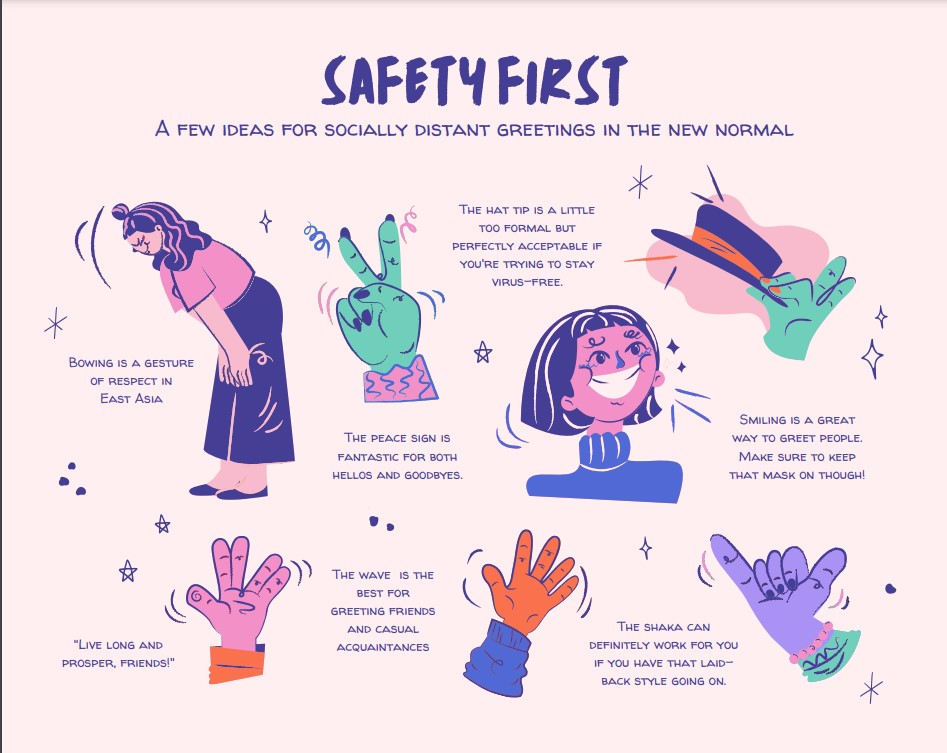 SAFETY FIRST
A FEW IDEAS FOR SOCIALLY DISTANT GREETINGS IN THE NEW NORMAL
THE HAT TIP IS A LITTLE
TOO FORMAL BUT
PERFECTLY ACCEPTABLE IF
YOU'RE TRYING TO STAY
VIRUS-FREE.
BOWING IS A GESTURE
OF RESPECT IN
EAST ASIA
THE PEACE SIGN IS
FANTASTIC FOR BOTH
HELLOS AND GOODBYES.
SMILING IS A GREAT
WAY TO GREET PEOPLE.
MAKE SURE TO KEEP
THAT MASK ON THOUGH!
"LIVE LONG AND
PROSPER, FRIENDS!"
THE WAVE IS THE
BEST FOR
GREETING FRIENDS
AND CASUAL
ACQUAINTANCES
THE SHAKA CAN
DEFINITELY WORK FOR YOU
IF YOU HAVE THAT LAID-
BACK STYLE GOING ON.